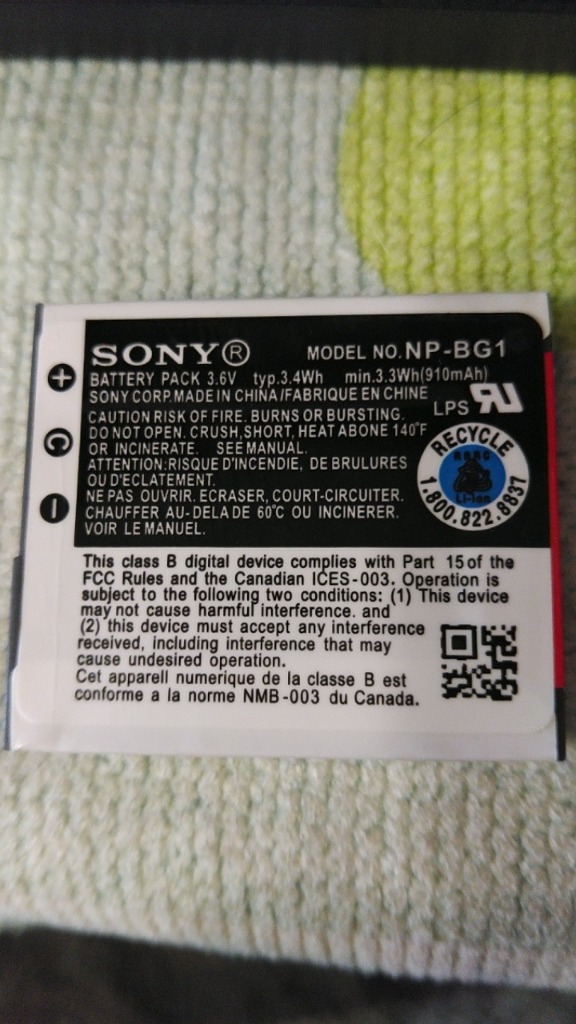 SONY® MODEL NO.NP-BG1
BATTERY PACK 3.6V typ.3.4Wh min.3.3Wh(910mAh)
SONY CORP.MADE IN CHINA/FABRIQUE EN CHINE
LPS
CAUTION RISK OF FIRE. BURNS OR BURSTING.
DO NOT OPEN. CRUSH,SHORT, HEAT ABONE 140°F
OR INCINERATE. SEE MANUAL.
ATTENTION:RISQUE D'INCENDIE, DE BRULURES
OU D'ECLATEMENT.
NE PAS OUVRIR. ECRASER, COURT-CIRCUITER.
CHAUFFER AU-DELA DE 60°C OU INCINERER.
VOIR LE MANUEL.
RECYCLE
RBRC
Li-Ion
1.800.822.8837
+
C
-
This class B digital device complies with Part 15 of the
FCC Rules and the Canadian ICES-003. Operation is
subject to the following two conditions: (1) This device
may not cause harmful interference. and
(2) this device must accept any interference
received, including interference that may
cause undesired operation.
Cet appareil numerique de la classe B est
conforme a la norme NMB-003 du Canada.